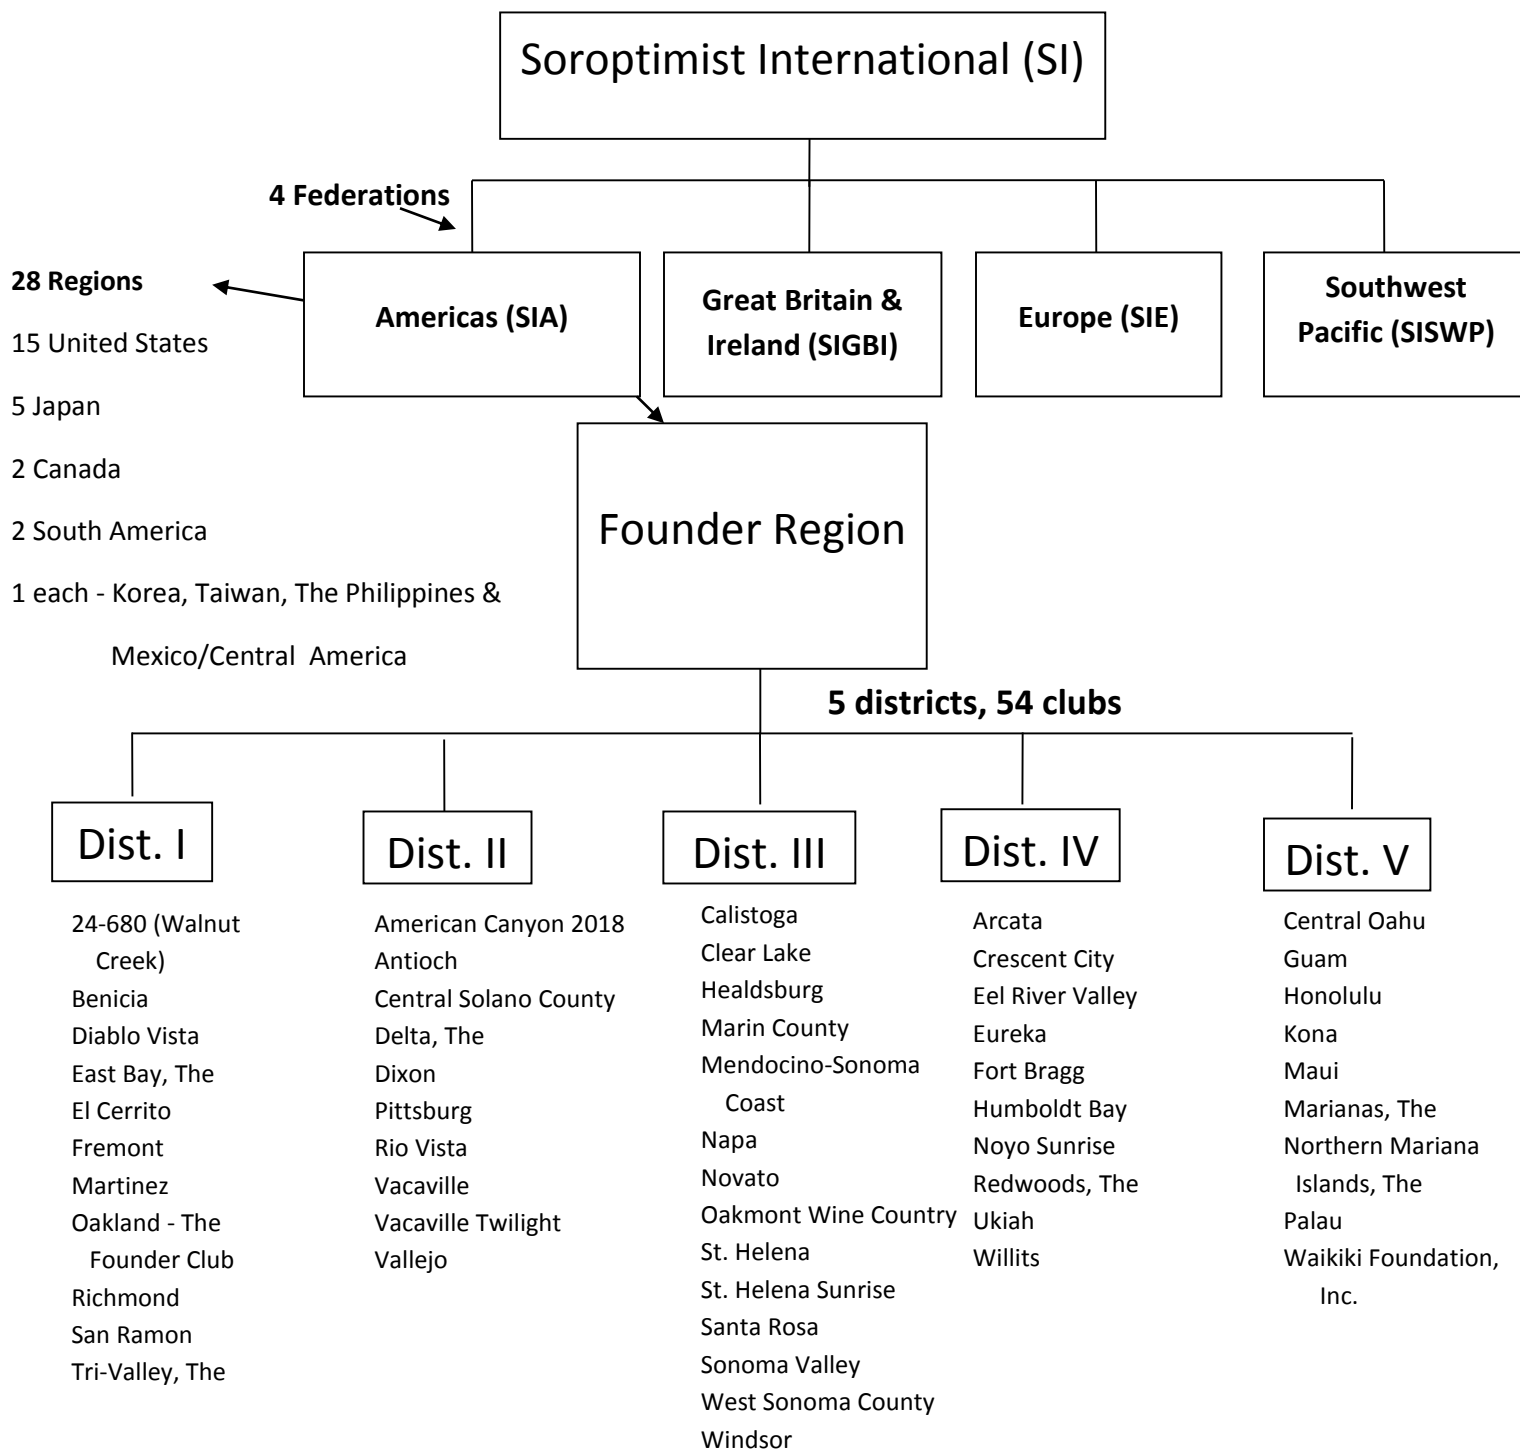 Soroptimist International (SI)
4 Federations
28 Regions
15 United States
5 Japan
2 Canada
2 South America
1 each - Korea, Taiwan, The Philippines &
Mexico/Central America
Americas (SIA)
Great Britain &
Ireland (SIGBI)
Europe (SIE)
Southwest
Pacific (SISWP)
Founder Region
5 districts, 54 clubs
Dist. I
24-680 (Walnut
Creek)
Benicia
Diablo Vista
East Bay, The
El Cerrito
Fremont
Martinez
Oakland - The
Founder Club
Richmond
San Ramon
Tri-Valley, The
Dist. II
American Canyon 2018
Antioch
Central Solano County
Delta, The
Dixon
Pittsburg
Rio Vista
Vacaville
Vacaville Twilight
Vallejo
Dist. III
Calistoga
Clear Lake
Healdsburg
Marin County
Mendocino-Sonoma
Coast
Napa
Novato
Oakmont Wine Country
St. Helena
St. Helena Sunrise
Santa Rosa
Sonoma Valley
West Sonoma County
Windsor
Dist. IV
Arcata
Crescent City
Eel River Valley
Eureka
Fort Bragg
Humboldt Bay
Noyo Sunrise
Redwoods, The
Ukiah
Willits
Dist. V
Central Oahu
Guam
Honolulu
Kona
Maui
Marianas, The
Northern Mariana
Islands, The
Palau
Waikiki Foundation,
Inc.